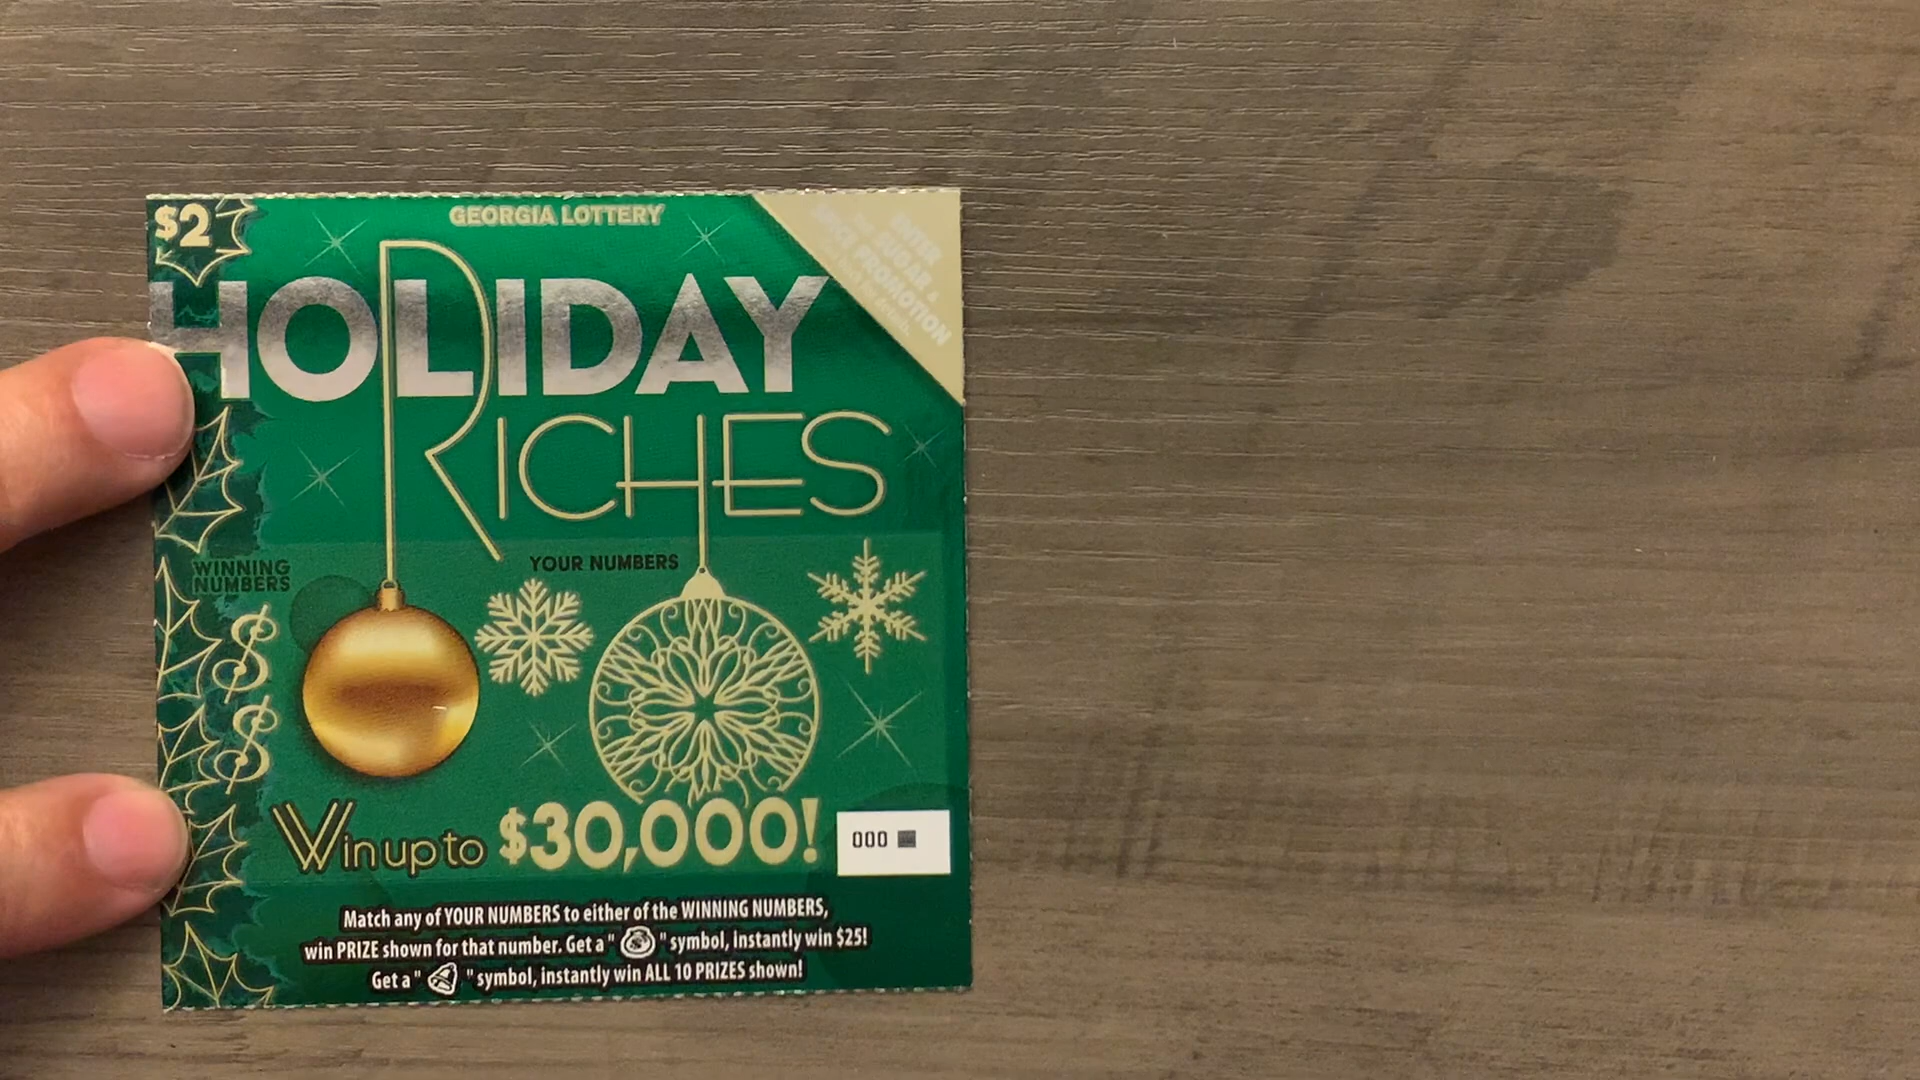 $2
GEORGIA LOTTERY
ENTER
SUGAR &
SPICE PROMOTION
HOLIDAY
RICHES
WINNING
NUMBERS
YOUR NUMBERS
$
$
Win up to $30,000!
000
Match any of YOUR NUMBERS to either of the WINNING NUMBERS,
win PRIZE shown for that number. Get a " " symbol, instantly win $25!
Get a " " symbol, instantly win ALL 10 PRIZES shown!